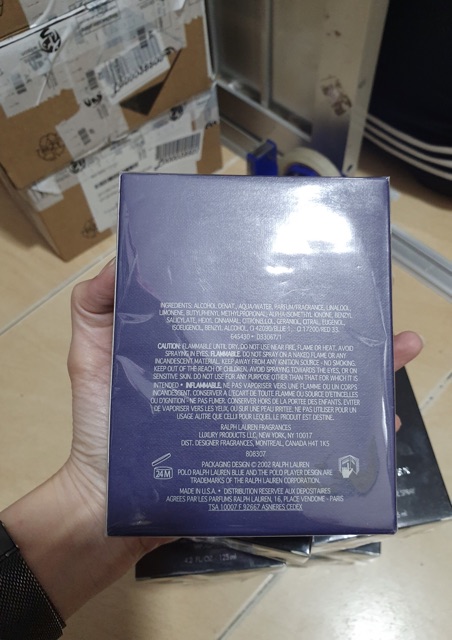 INGREDIENTS: ALCOHOL DENAT., AQUA/WATER, PARFUM/FRAGRANCE, LINALOOL
LIMONENE, BUTYLPHENYL METHYLPROPIONAL, ALPHA-ISOMETHYL IONONE, BENZYL
SALICYLATE, HEXYL CINNAMAL, CITRONELLOL, GERANIOL, CITRAL, EUGENOL,
ISOEUGENOL, BENZYL ALCOHOL, CI 42090/BLUE 1, CI 17200/RED 33
CAUTION: FLAMMABLE UNTIL DRY, DO NOT USE NEAR FIRE, FLAME OR HEAT. AVOID
SPRAYING IN EYES. FLAMMABLE. DO NOT SPRAY ON A NAKED FLAME OR ANY
INCANDESCENT MATERIAL. KEEP AWAY FROM ANY IGNITION SOURCE - NO SMOKING.
KEEP OUT OF THE REACH OF CHILDREN. AVOID SPRAYING TOWARDS THE EYES, OR ON
SENSITIVE SKIN. DO NOT USE FOR ANY PURPOSE OTHER THAN THAT FOR WHICH IT IS
INTENDED • INFLAMMABLE. NE PAS VAPORISER VERS UNE FLAMME OU UN CORPS
INCANDESCENT. CONSERVER A L'ECART DE TOUTE FLAMME OU SOURCE D'ETINCELLES
OU D'IGNITION - NE PAS FUMER. CONSERVER HORS DE LA PORTEE DES ENFANTS. EVITER
DE VAPORISER VERS LES YEUX, OU SUR UNE PEAU IRRITEE. NE PAS UTILISER POUR UN
USAGE AUTRE QUE CELUI POUR LEQUEL LE PRODUIT EST DESTINE.
RALPH LAUREN FRAGRANCES
LUXURY PRODUCTS LLC, NEW YORK, NY 10017
DIST. DESIGNER FRAGRANCES, MONTREAL, CANADA H4T 1K5
808307
PACKAGING DESIGN © 2002 RALPH LAUREN
24M
POLO RALPH LAUREN BLUE AND THE POLO PLAYER DESIGN ARE
TRADEMARKS OF THE RALPH LAUREN CORPORATION.
MADE IN U.S.A. • DISTRIBUTION RESERVEE AUX DEPOSITAIRES
AGREES PAR LES PARFUMS RALPH LAUREN, 16, PLACE VENDOME - PARIS
TSA 10007 F 92667 ASNIERES CEDEX